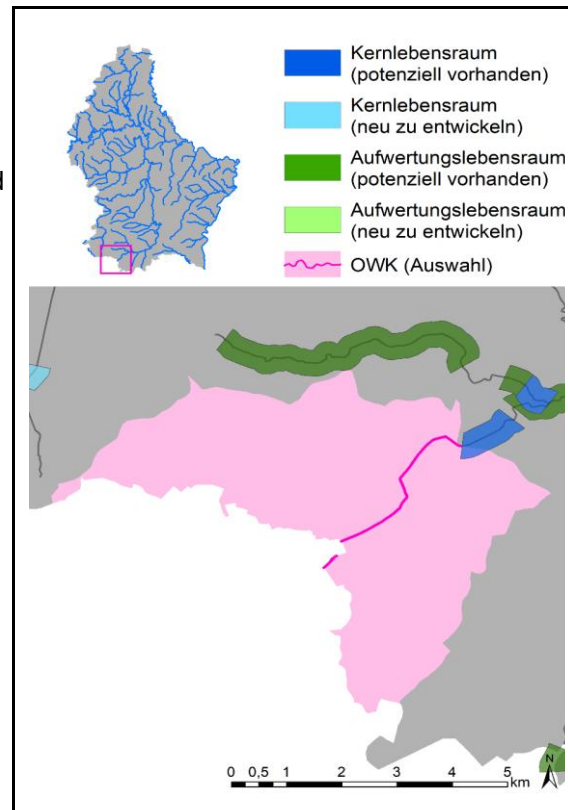 Kernlebensraum
(potenziell vorhanden)
Kernlebensraum
(neu zu entwickeln)
Aufwertungslebensraum
(potenziell vorhanden)
Aufwertungslebensraum
(neu zu entwickeln)
OWK (Auswahl)
d
N
0 0,5 1 2 3 4 5
km